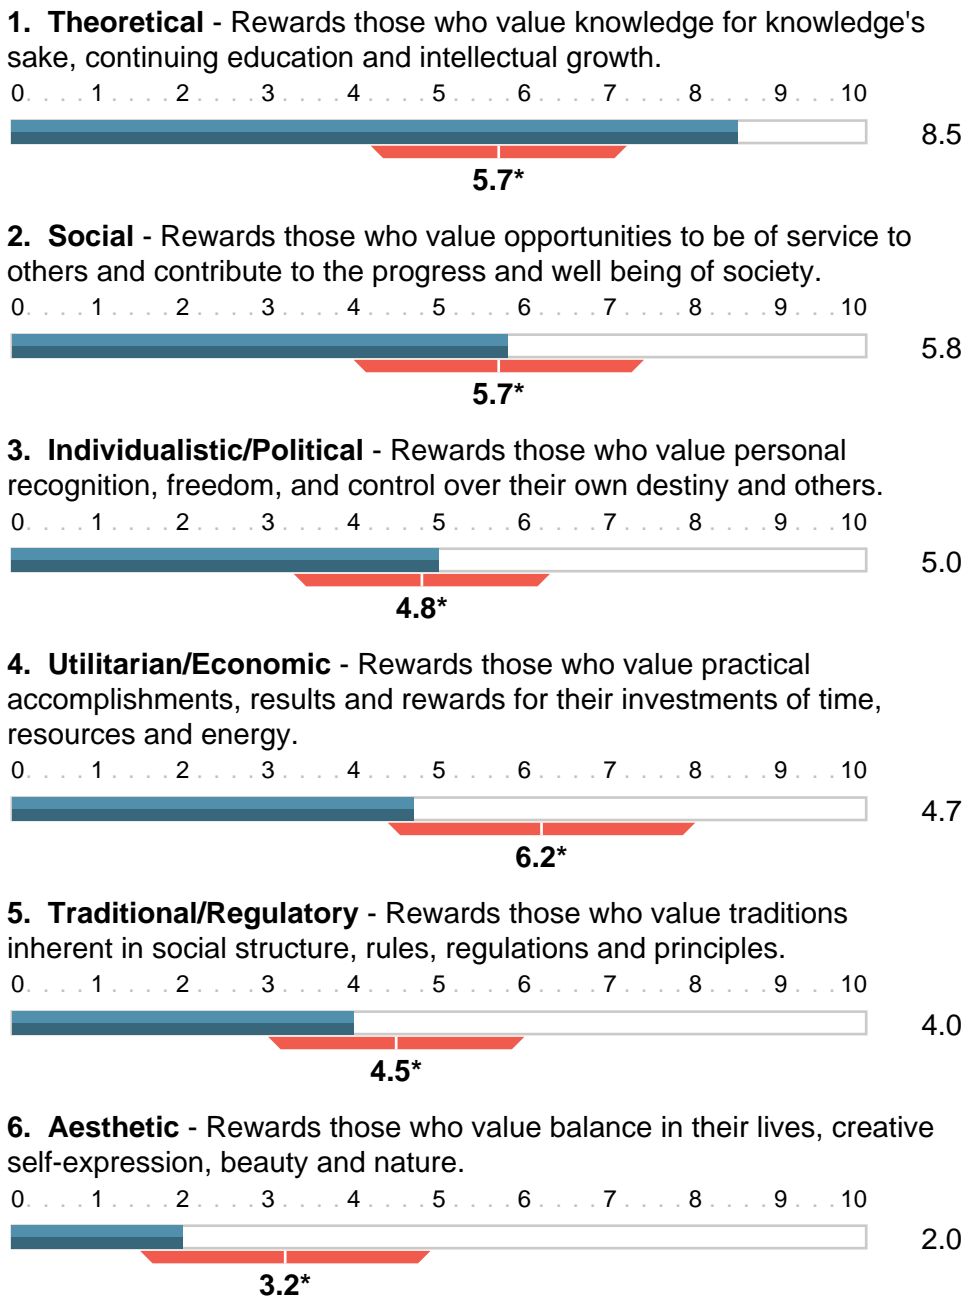 1. Theoretical - Rewards those who value knowledge for knowledge's
sake, continuing education and intellectual growth.
0. . . . 1 . . . . 2 . . . . 3 . . . . 4 . . . . 5 . . . . 6 . . . . 7 . . . . 8 . . . . 9 . . . 10
8.5
5.7*
2. Social - Rewards those who value opportunities to be of service to
others and contribute to the progress and well being of society.
0. . . . 1 . . . . 2 . . . . 3 . . . . 4 . . . . 5 . . . . 6 . . . . 7 . . . . 8 . . . . 9 . . . 10
5.8
5.7*
3. Individualistic/Political - Rewards those who value personal
recognition, freedom, and control over their own destiny and others.
0. . . . 1 . . . . 2 . . . . 3 . . . . 4 . . . . 5 . . . . 6 . . . . 7 . . . . 8 . . . . 9 . . . 10
5.0
4.8*
4. Utilitarian/Economic - Rewards those who value practical
accomplishments, results and rewards for their investments of time,
resources and energy.
0. . . . 1 . . . . 2 . . . . 3 . . . . 4 . . . . 5 . . . . 6 . . . . 7 . . . . 8 . . . . 9 . . . 10
4.7
6.2*
5. Traditional/Regulatory - Rewards those who value traditions
inherent in social structure, rules, regulations and principles.
0. . . . 1 . . . . 2 . . . . 3 . . . . 4 . . . . 5 . . . . 6 . . . . 7 . . . . 8 . . . . 9 . . . 10
4.0
4.5*
6. Aesthetic - Rewards those who value balance in their lives, creative
self-expression, beauty and nature.
0. . . . 1 . . . . 2 . . . . 3 . . . . 4 . . . . 5 . . . . 6 . . . . 7 . . . . 8 . . . . 9 . . . 10
2.0
3.2*